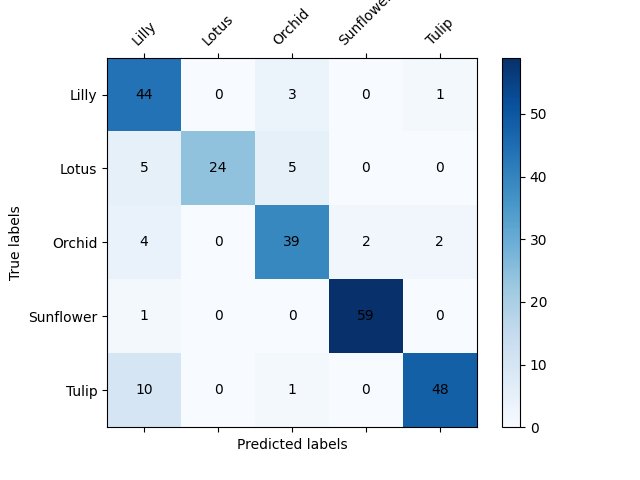 Lilly Lotus Orchid Sunflower Tulip
Lilly 44 0 3 0 1
Lotus 5 24 5 0 0
Orchid 4 0 39 2 2
Sunflower 1 0 0 59 0
Tulip 10 0 1 0 48
True labels
Predicted labels
50
40
30
20
10
0